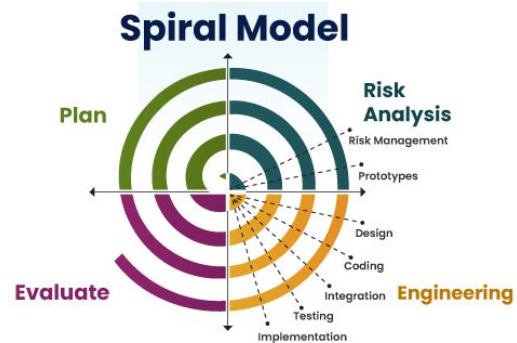 Spiral Model
Plan
Risk
Analysis
Risk Management
Prototypes
Design
Coding
Integration
Engineering
Testing
Implementation
Evaluate